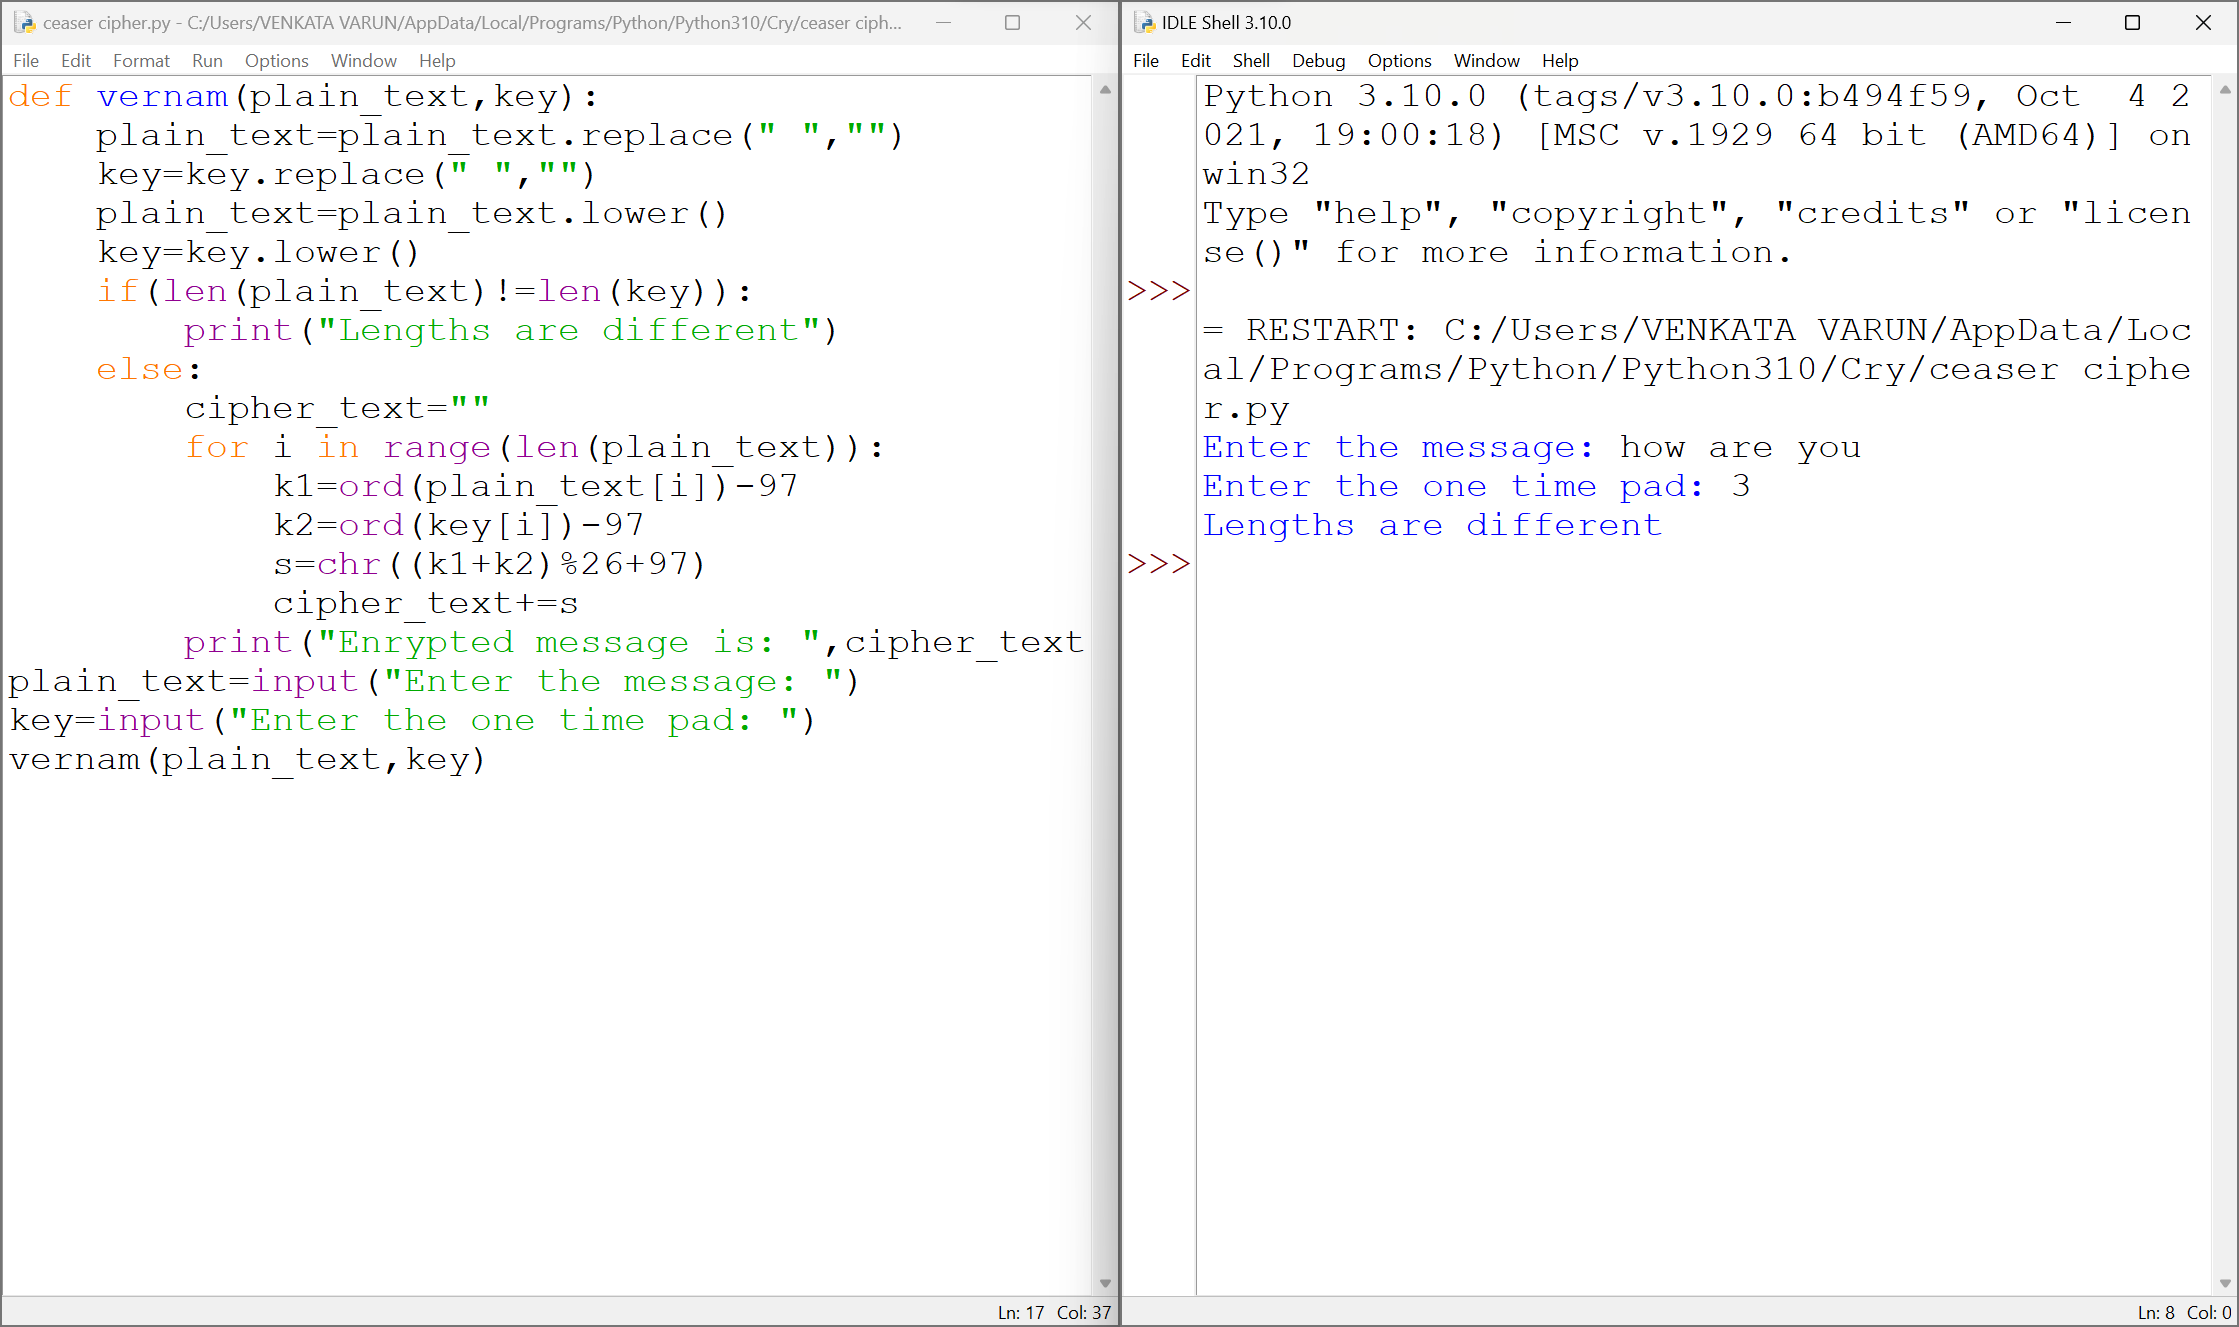 ceaser cipher.py - C:/Users/VENKATA VARUN/AppData/Local/Programs/Python/Python310/Cry/ceaser ciph...
File Edit Format Run Options Window Help
def vernam(plain_text,key):
    plain_text=plain_text.replace(" ","")
    key=key.replace(" ","")
    plain_text=plain_text.lower()
    key=key.lower()
    if(len(plain_text)!=len(key)):
        print("Lengths are different")
    else:
        cipher_text=""
        for i in range(len(plain_text)):
            k1=ord(plain_text[i])-97
            k2=ord(key[i])-97
            s=chr((k1+k2)%26+97)
            cipher_text+=s
        print("Enrypted message is: ",cipher_text
plain_text=input("Enter the message: ")
key=input("Enter the one time pad: ")
vernam(plain_text,key)
Ln: 17 Col: 37
IDLE Shell 3.10.0
File Edit Shell Debug Options Window Help
Python 3.10.0 (tags/v3.10.0:b494f59, Oct  4 2
021, 19:00:18) [MSC v.1929 64 bit (AMD64)] on
win32
Type "help", "copyright", "credits" or "licen
se()" for more information.
>>>
= RESTART: C:/Users/VENKATA VARUN/AppData/Loc
al/Programs/Python/Python310/Cry/ceaser ciphe
r.py
Enter the message: how are you
Enter the one time pad: 3
Lengths are different
>>>
Ln: 8 Col: 0